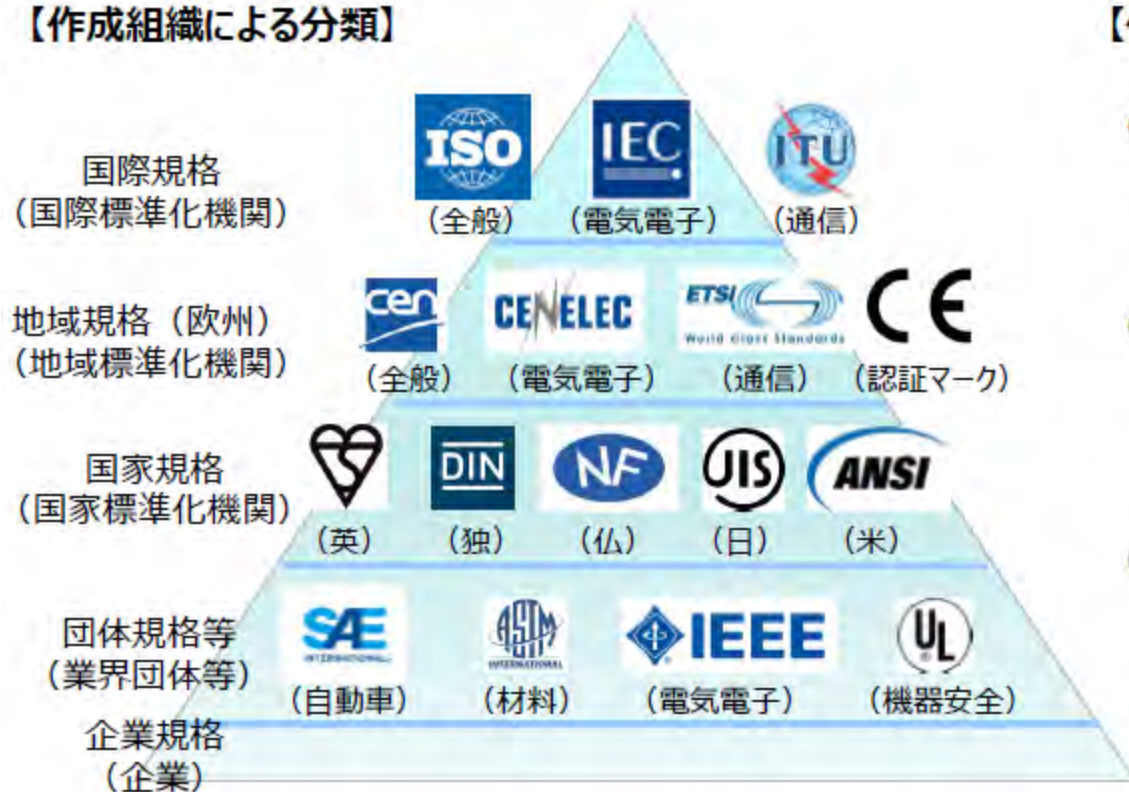 【作成組織による分類】
【
国際規格
（国際標準化機関）
ISO
IEC
ITU
（全般）
（電気電子）
（通信）
地域規格（欧州）
（地域標準化機関）
cen
CENELEC
ETSI
World Class Standards
CE
（全般）
（電気電子）
（通信）
（認証マーク）
国家規格
（国家標準化機関）
DIN
NF
JIS
ANSI
（英）
（独）
（仏）
（日）
（米）
団体規格等
（業界団体等）
SAE
INTERNATIONAL
ASTM
INTERNATIONAL
IEEE
UL
®
（自動車）
（材料）
（電気電子）
（機器安全）
企業規格
（企業）